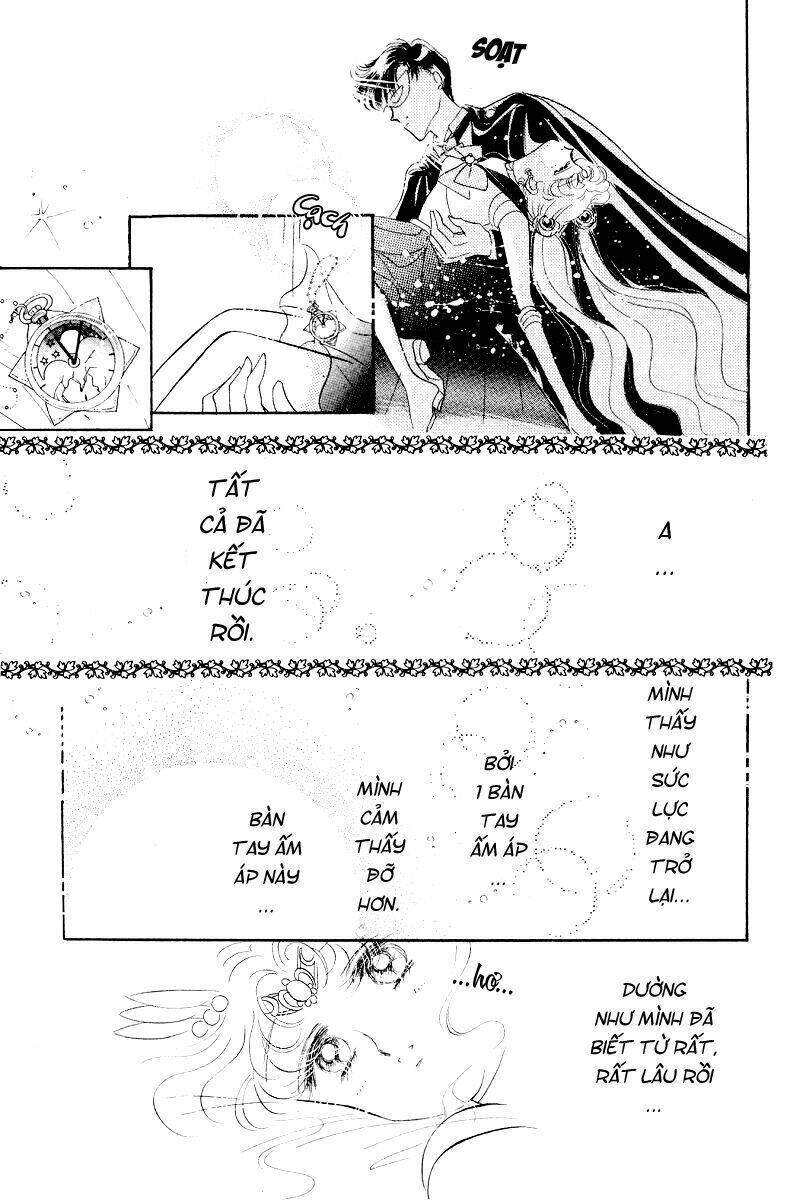 SOẠT
CẠCH
A
...
TẤT
CẢ ĐÃ
KẾT
THÚC
RỒI.
MÌNH
THẤY
NHƯ
SỨC
LỰC
ĐANG
TRỞ
LẠI...
BỞI
1 BÀN
TAY
ẤM ÁP
...
MÌNH
CẢM
THẤY
ĐỠ
HƠN.
BÀN
TAY ẤM
ÁP NÀY
...
...HƠ...
DƯỜNG
NHƯ MÌNH ĐÃ
BIẾT TỪ RẤT,
RẤT LÂU RỒI
...